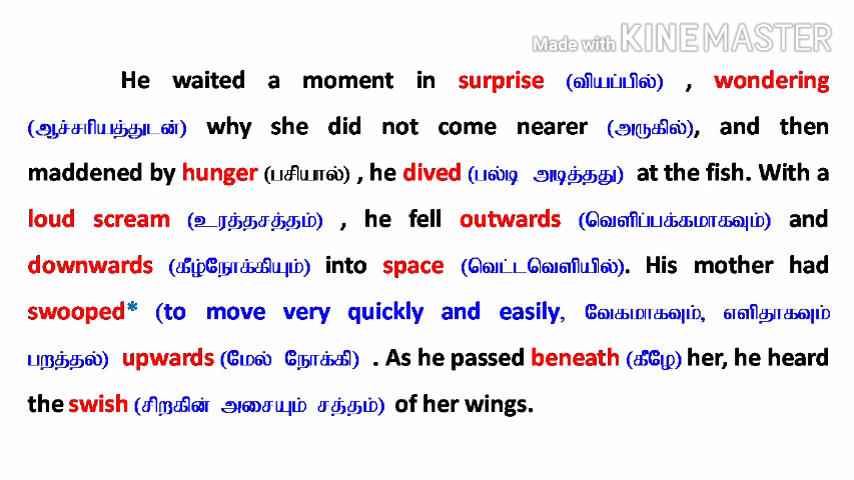 Made with KINEMASTER
He waited a moment in surprise (வியப்பில்) , wondering
(ஆச்சரியத்துடன்) why she did not come nearer (அருகில்), and then
maddened by hunger (பசியால்) , he dived (பல்டி அடித்தது) at the fish. With a
loud scream (உரத்தசத்தம்) , he fell outwards (வெளிப்பக்கமாகவும்) and
downwards (கீழ்நோக்கியும்) into space (வெட்டவெளியில்). His mother had
swooped* (to move very quickly and easily, வேகமாகவும், எளிதாகவும்
பறத்தல்) upwards (மேல் நோக்கி) . As he passed beneath (கீழே) her, he heard
the swish (சிறகின் அசையும் சத்தம்) of her wings.